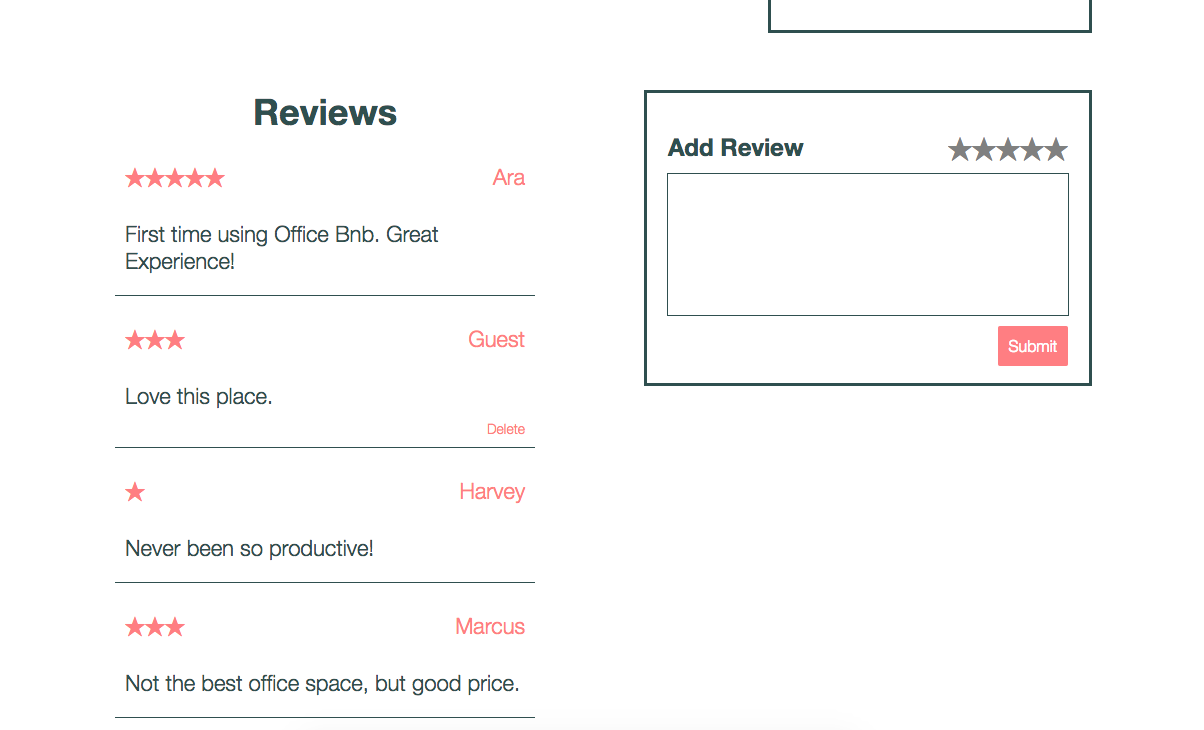 Reviews
★★★★★ Ara
First time using Office Bnb. Great
Experience!
★★★ Guest
Love this place.
Delete
★ Harvey
Never been so productive!
★★★ Marcus
Not the best office space, but good price.
Add Review ★★★★★
Submit